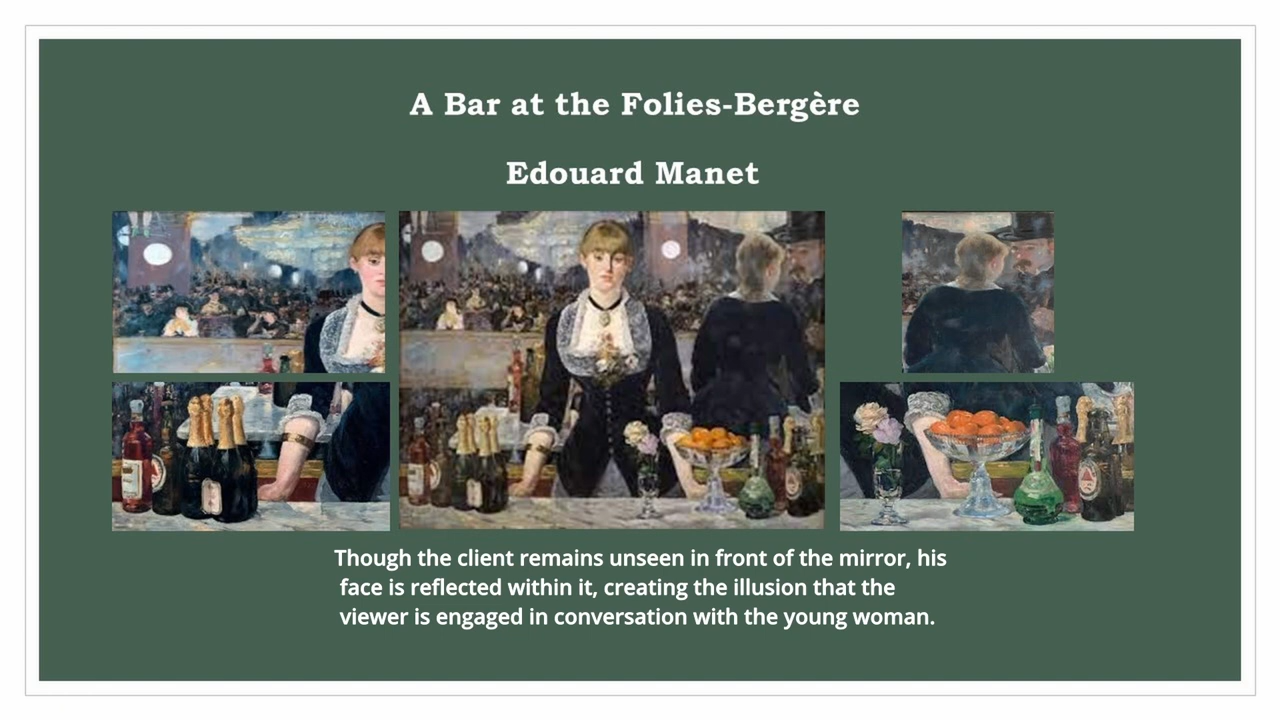 A Bar at the Folies-Bergère
Edouard Manet
Though the client remains unseen in front of the mirror, his
face is reflected within it, creating the illusion that the
viewer is engaged in conversation with the young woman.